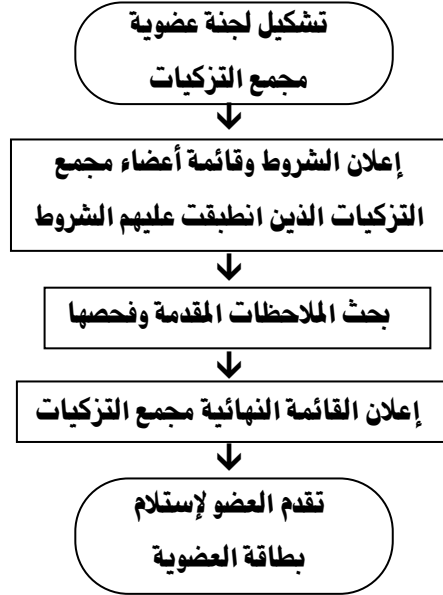 تشكيل لجنة عضوية
مجمع التزكيات
إعلان الشروط وقائمة أعضاء مجمع
التزكيات الذين انطبقت عليهم الشروط
بحث الملاحظات المقدمة وفحصها
إعلان القائمة النهائية مجمع التزكيات
تقدم العضو لإستلام
بطاقة العضوية